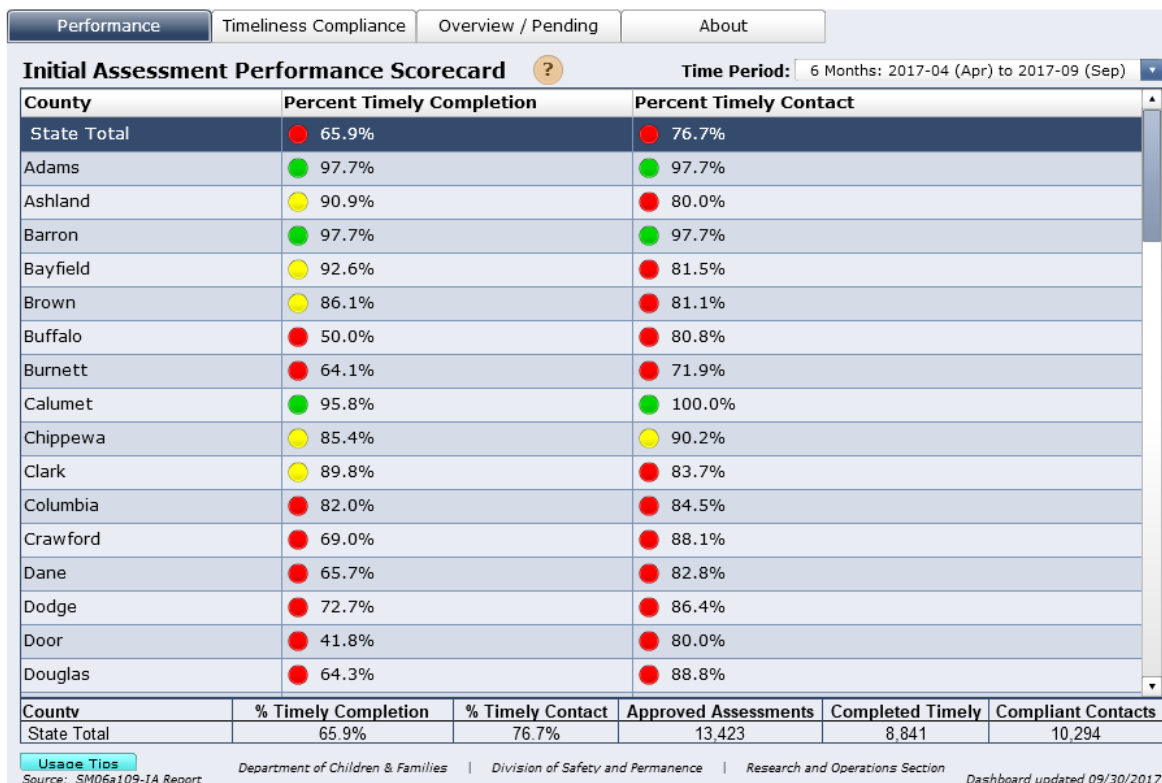 Performance Timeliness Compliance Overview / Pending About
Initial Assessment Performance Scorecard ? Time Period: 6 Months: 2017-04 (Apr) to 2017-09 (Sep)
County Percent Timely Completion Percent Timely Contact
State Total 65.9% 76.7%
Adams 97.7% 97.7%
Ashland 90.9% 80.0%
Barron 97.7% 97.7%
Bayfield 92.6% 81.5%
Brown 86.1% 81.1%
Buffalo 50.0% 80.8%
Burnett 64.1% 71.9%
Calumet 95.8% 100.0%
Chippewa 85.4% 90.2%
Clark 89.8% 83.7%
Columbia 82.0% 84.5%
Crawford 69.0% 88.1%
Dane 65.7% 82.8%
Dodge 72.7% 86.4%
Door 41.8% 80.0%
Douglas 64.3% 88.8%
County % Timely Completion % Timely Contact Approved Assessments Completed Timely Compliant Contacts
State Total 65.9% 76.7% 13,423 8,841 10,294
Usage Tips
Source: SM06a109-IA Report Department of Children & Families | Division of Safety and Permanence | Research and Operations Section Dashboard updated 09/30/2017